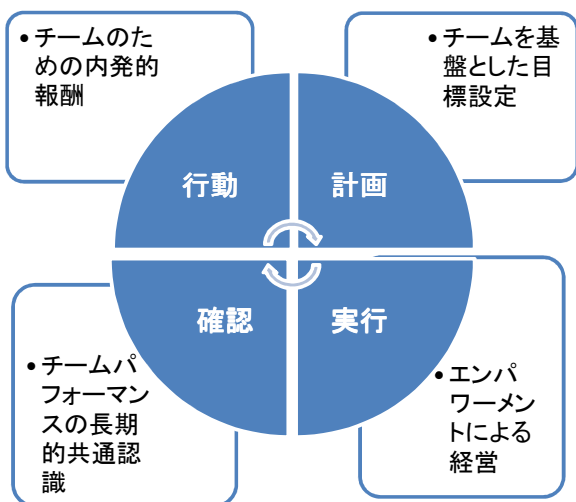 • チームのた
めの内発的
報酬
• チームを基
盤とした目
標設定
行動
計画
確認
実行
• チームパ
フォーマン
スの長期
的共通認
識
• エンパ
ワーメン
トによる
経営